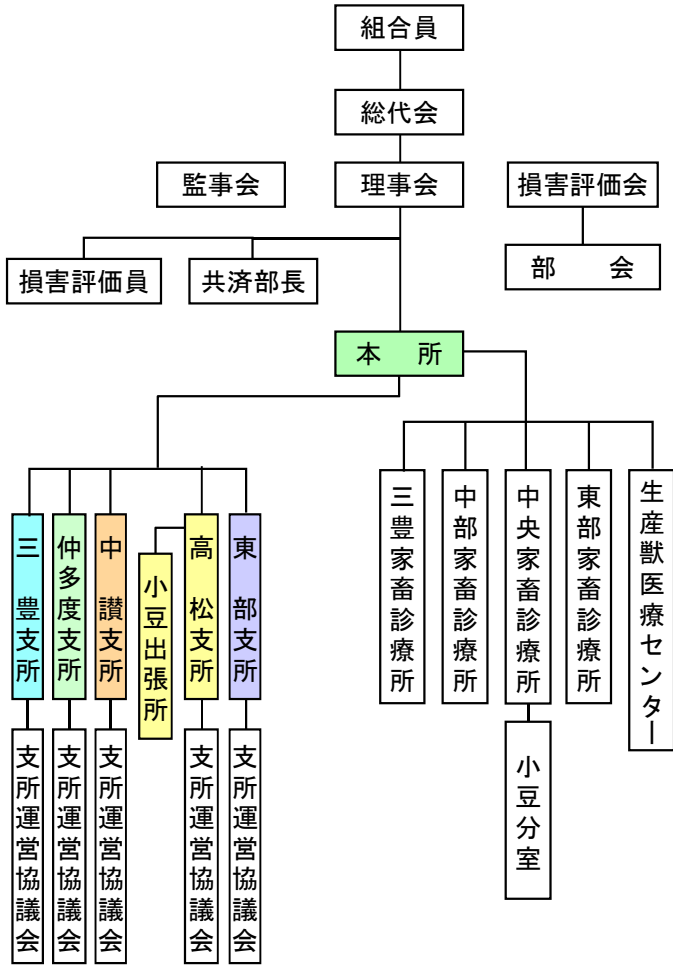 組合員
総代会
監事会
理事会
損害評価会
損害評価員
共済部長
部　会
本　所
三　豊支所
仲多度支所
中　讃支所
小豆出張所
高　松支所
東　部支所
三豊家畜診療所
中部家畜診療所
中央家畜診療所
東部家畜診療所
生産獣医療センター
支所運営協議会
支所運営協議会
支所運営協議会
支所運営協議会
支所運営協議会
小豆分室